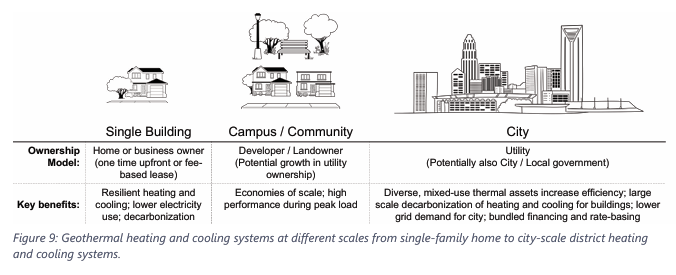 Single Building
Campus / Community
City
Ownership
Model:
Home or business owner
(one time upfront or fee-
based lease)
Developer / Landowner
(Potential growth in utility
ownership)
Utility
(Potentially also City / Local government)
Key benefits:
Resilient heating and
cooling; lower electricity
use; decarbonization
Economies of scale; high
performance during peak load
Diverse, mixed-use thermal assets increase efficiency; large
scale decarbonization of heating and cooling for buildings; lower
grid demand for city; bundled financing and rate-basing
Figure 9: Geothermal heating and cooling systems at different scales from single-family home to city-scale district heating
and cooling systems.